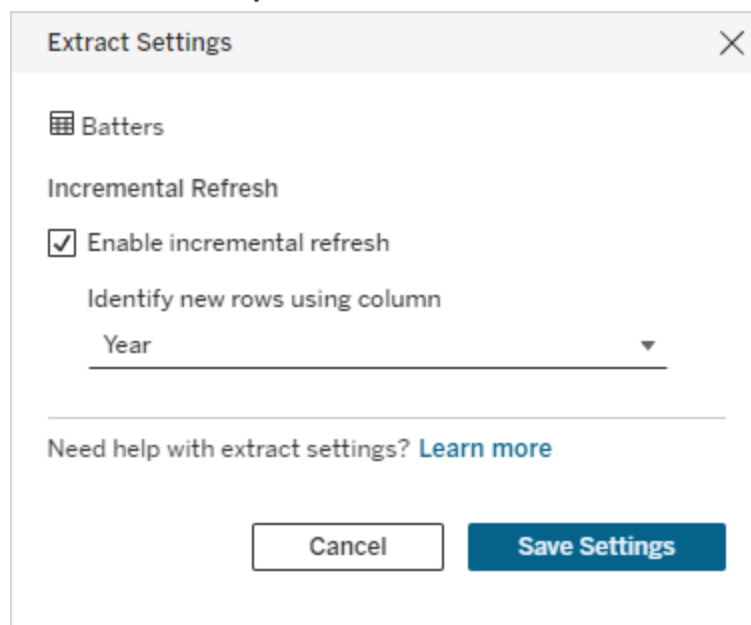 Extract Settings
Batters
Incremental Refresh
Enable incremental refresh
Identify new rows using column
Year
Need help with extract settings? Learn more
Cancel Save Settings